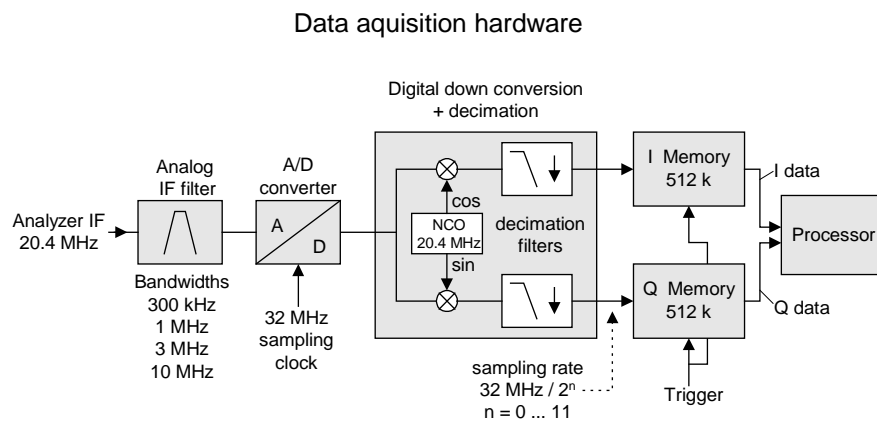 Data aquisition hardware
Digital down conversion
+ decimation
Analog
IF filter
A/D
converter
Analyzer IF
20.4 MHz
A
D
cos
NCO
20.4 MHz
sin
decimation
filters
I Memory
512 k
I data
Processor
Q Memory
512 k
Q data
Bandwidths
300 kHz
1 MHz
3 MHz
10 MHz
32 MHz
sampling
clock
sampling rate
32 MHz / 2ⁿ
n = 0 ... 11
Trigger